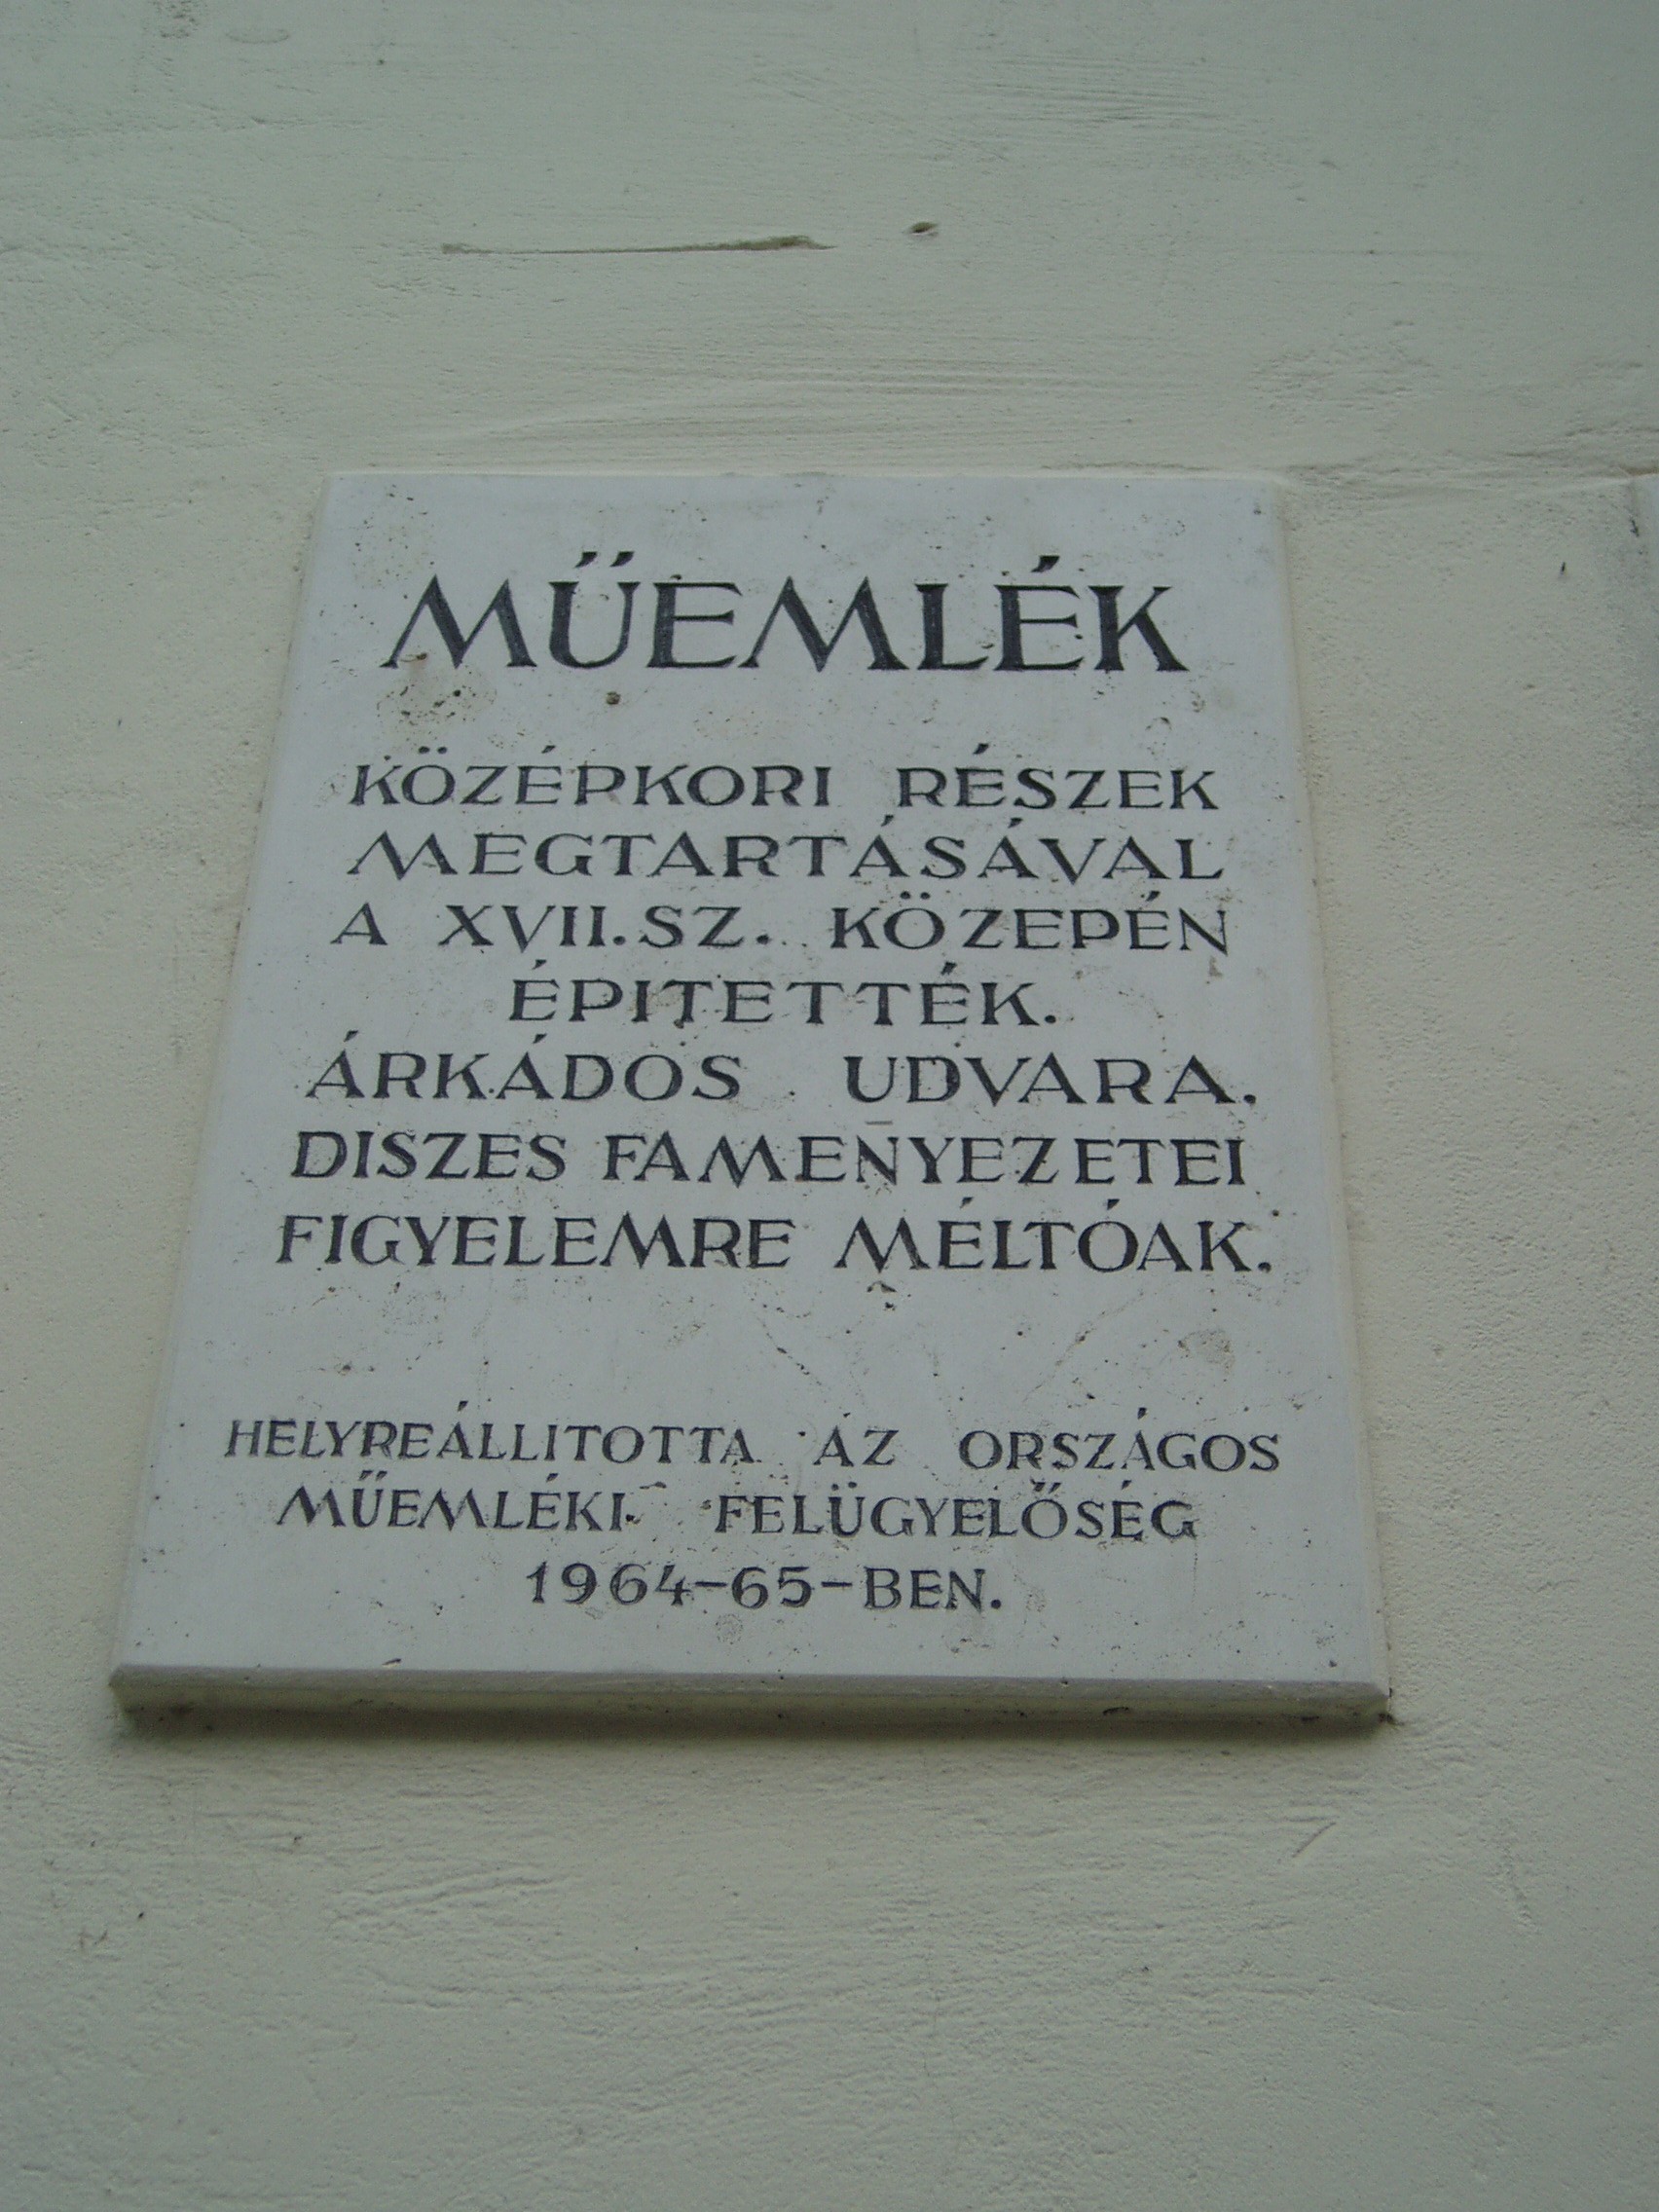 MŰEMLÉK
KÖZÉPKORI RÉSZEK
MEGTARTÁSÁVAL
A XVII.SZ. KÖZEPÉN
ÉPITETTÉK.
ÁRKÁDOS UDVARA.
DISZES FAMENYEZETEI
FIGYELEMRE MÉLTÓAK.
HELYREÁLLITOTTA AZ ORSZÁGOS
MŰEMLÉKI FELÜGYELŐSÉG
1964-65-BEN.